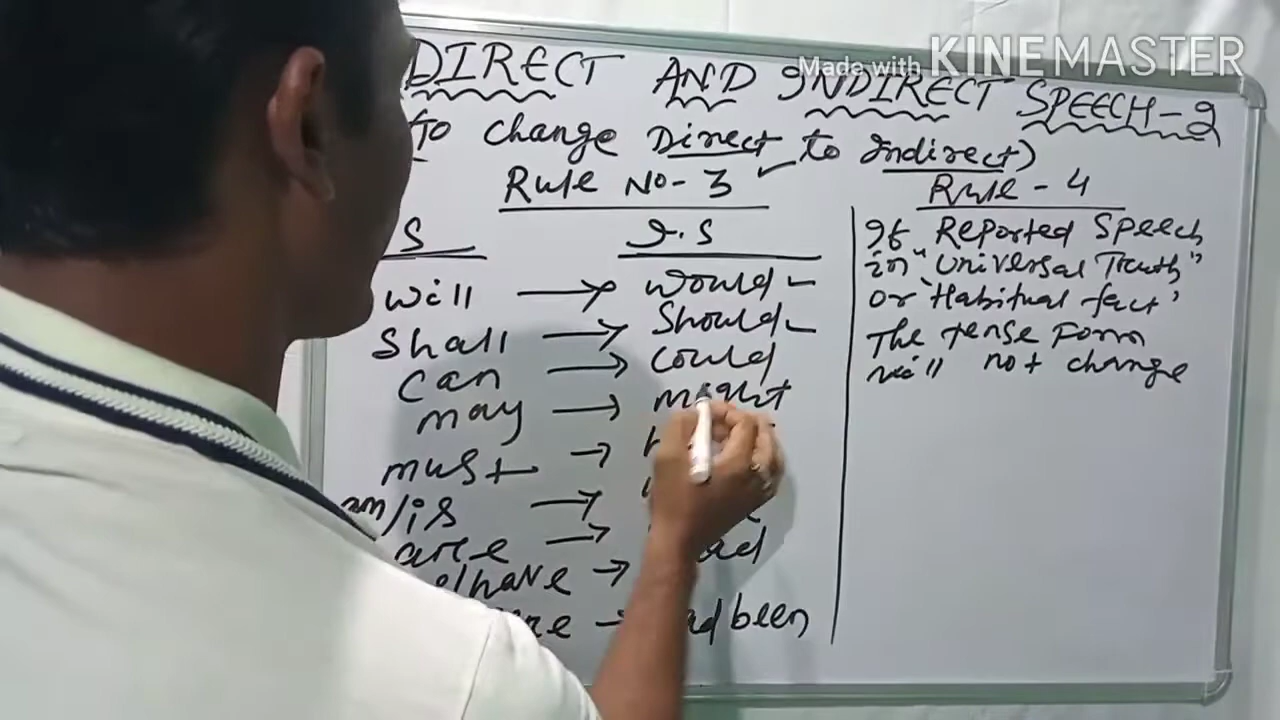 DIRECT AND INDIRECT SPEECH-2
Made with KINEMASTER
To change Direct to Indirect)
Rule No-3
S I.S
will → would
shall → should
can → could
may → might
must →
am/is →
are →
/have → had
→ had been
Rule-4
If Reported Speech
in "Universal Truth"
or "Habitual fact"
The tense Form
will not change